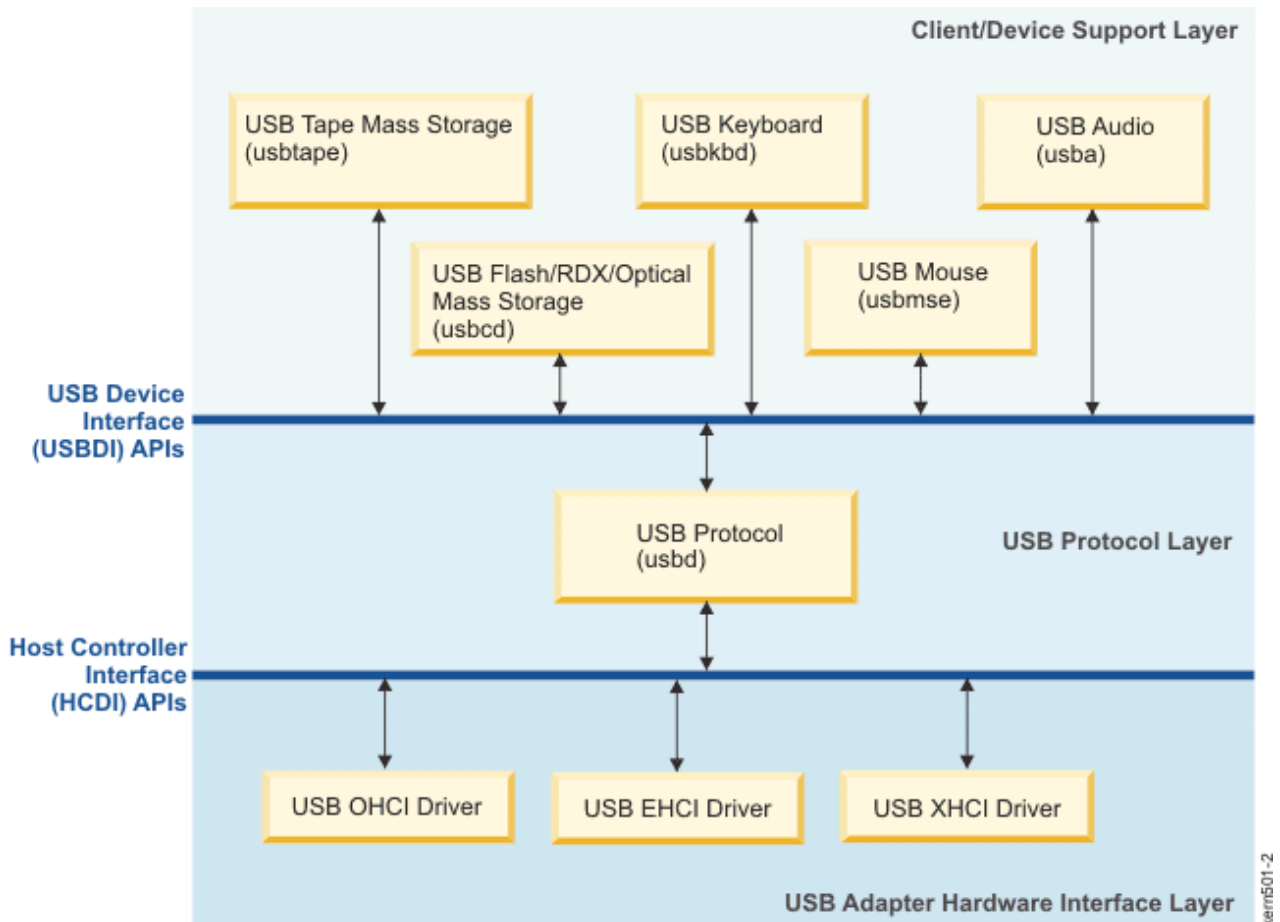 Client/Device Support Layer
USB Tape Mass Storage
(usbtape)
USB Keyboard
(usbkbd)
USB Audio
(usba)
USB Flash/RDX/Optical
Mass Storage
(usbcd)
USB Mouse
(usbmse)
USB Device
Interface
(USBDI) APIs
USB Protocol
(usbd)
USB Protocol Layer
Host Controller
Interface
(HCDI) APIs
USB OHCI Driver
USB EHCI Driver
USB XHCI Driver
USB Adapter Hardware Interface Layer